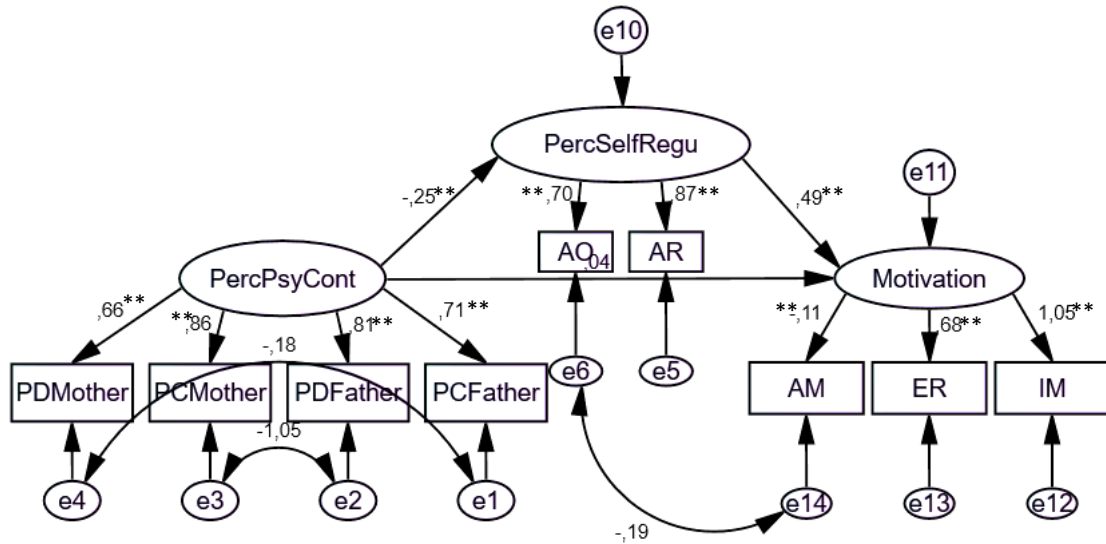 e10
PercSelfRegu
e11
-,25**
**,70
,87**
,49**
AO
AR
,04
PercPsyCont
Motivation
,66**
**,86
,81**
,71**
**-,11
,68**
1,05**
-,18
e6
e5
PDMother
PCMother
PDFather
PCFather
AM
ER
IM
-1,05
e4
e3
e2
e1
e14
e13
e12
-,19